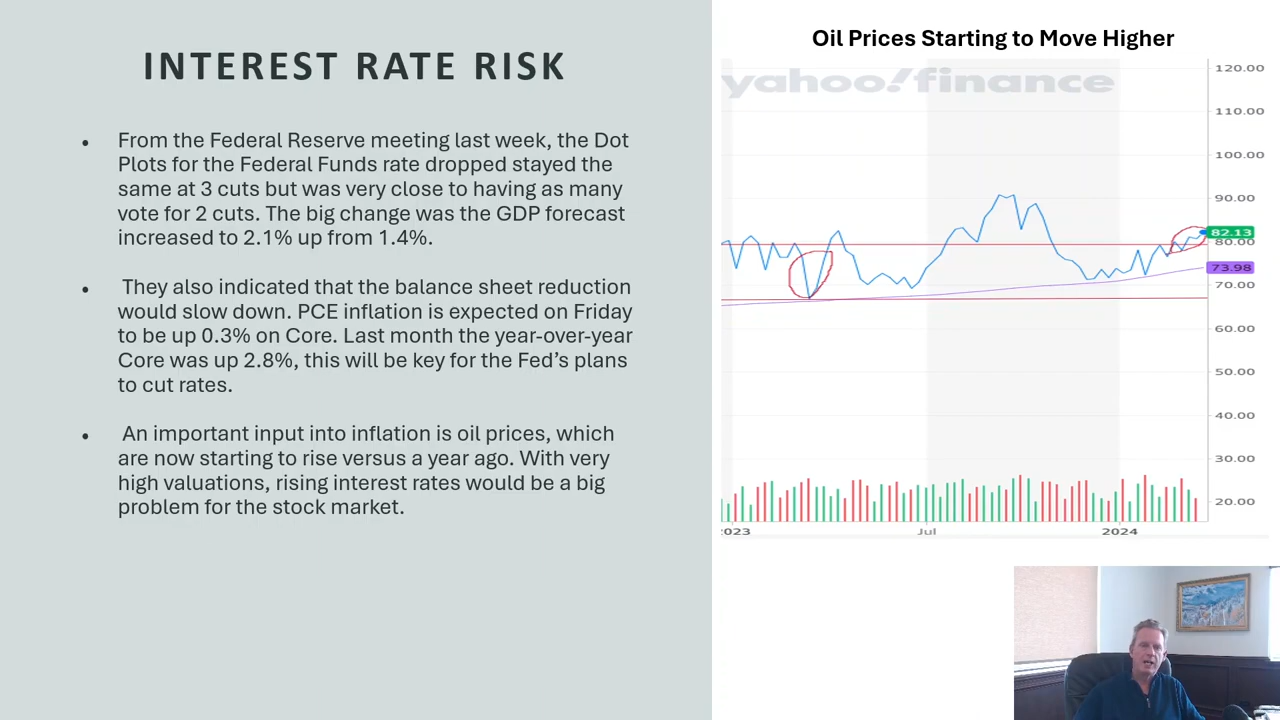 INTEREST RATE RISK
• From the Federal Reserve meeting last week, the Dot
Plots for the Federal Funds rate dropped stayed the
same at 3 cuts but was very close to having as many
vote for 2 cuts. The big change was the GDP forecast
increased to 2.1% up from 1.4%.
• They also indicated that the balance sheet reduction
would slow down. PCE inflation is expected on Friday
to be up 0.3% on Core. Last month the year-over-year
Core was up 2.8%, this will be key for the Fed’s plans
to cut rates.
• An important input into inflation is oil prices, which
are now starting to rise versus a year ago. With very
high valuations, rising interest rates would be a big
problem for the stock market.
Oil Prices Starting to Move Higher
yahoo!finance
120.00
110.00
100.00
90.00
82.13
80.00
73.98
70.00
60.00
50.00
40.00
30.00
20.00
2023 Jul 2024